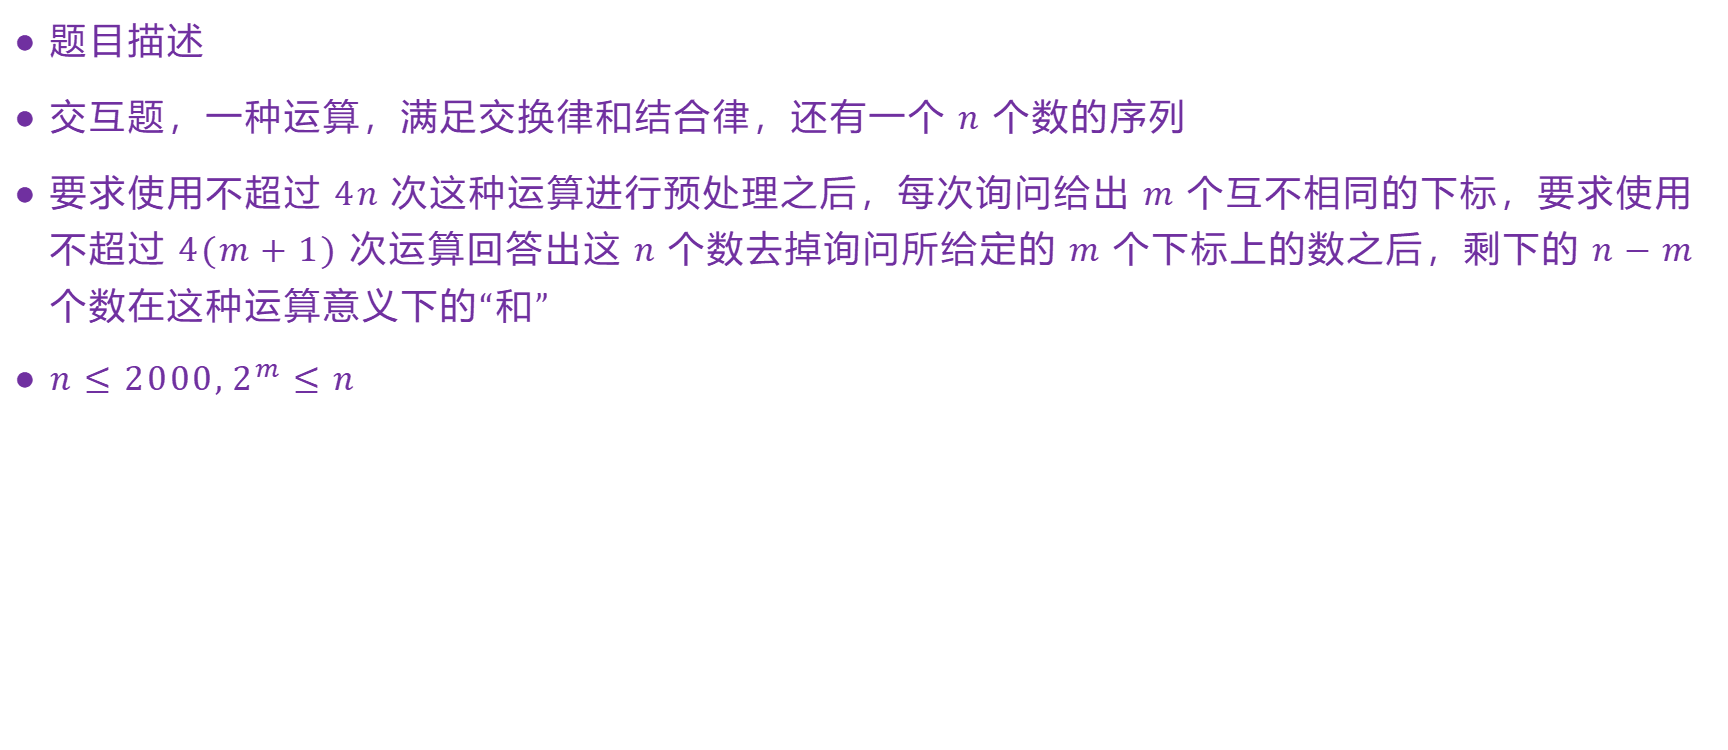 • 题目描述
• 交互题，一种运算，满足交换律和结合律，还有一个 n 个数的序列
• 要求使用不超过 4n 次这种运算进行预处理之后，每次询问给出 m 个互不相同的下标，要求使用
不超过 4(m + 1) 次运算回答出这 n 个数去掉询问所给定的 m 个下标上的数之后，剩下的 n − m
个数在这种运算意义下的“和”
• n ≤ 2000, 2^m ≤ n